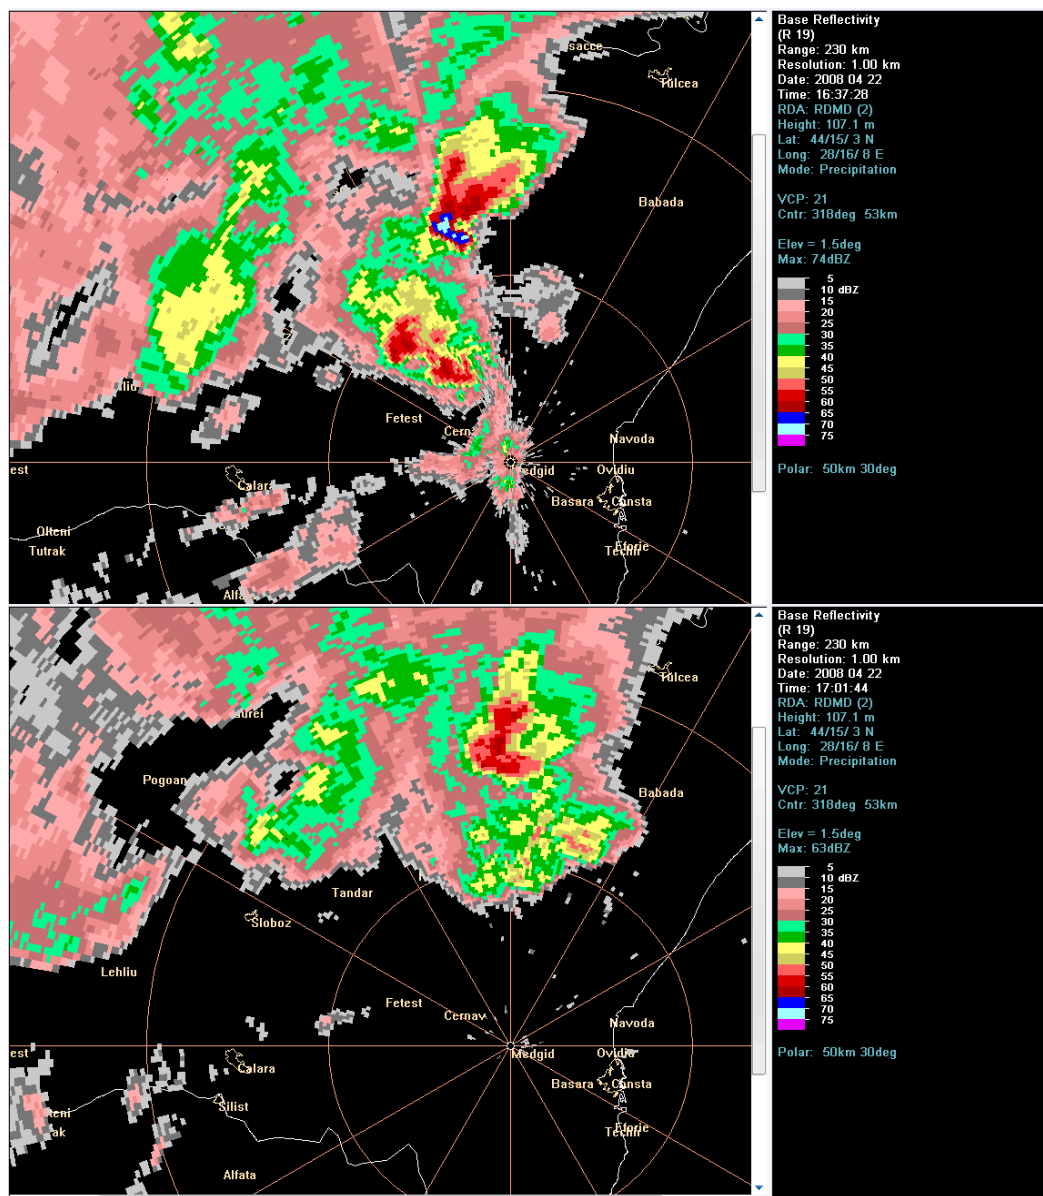 Base Reflectivity
(R 19)
Range: 230 km
Resolution: 1.00 km
Date: 2008 04 22
Time: 16:37:28
RDA: RDMD (2)
Height: 107.1 m
Lat: 44/15/ 3 N
Long: 28/16/ 8 E
Mode: Precipitation
VCP: 21
Cntr: 318deg 53km
Elev = 1.5deg
Max: 74dBZ
5
10 dBZ
15
20
25
30
35
40
45
50
55
60
65
70
75
Polar: 50km 30deg
sacce
Tulcea
Babada
Fetest
Navoda
est
Calara
edgid
Ovidiu
Basara
Consta
Olteni
Tutrak
Eforie
Base Reflectivity
(R 19)
Range: 230 km
Resolution: 1.00 km
Date: 2008 04 22
Time: 17:01:44
RDA: RDMD (2)
Height: 107.1 m
Lat: 44/15/ 3 N
Long: 28/16/ 8 E
Mode: Precipitation
VCP: 21
Cntr: 318deg 53km
Elev = 1.5deg
Max: 63dBZ
5
10 dBZ
15
20
25
30
35
40
45
50
55
60
65
70
75
Polar: 50km 30deg
Tulcea
urei
Pogoan
Babada
Tandar
Sloboz
Lehliu
Fetest
Cernav
Navoda
est
Medgid
Calara
Basara
Consta
Silist
teni
ak
Eforie
Alfata